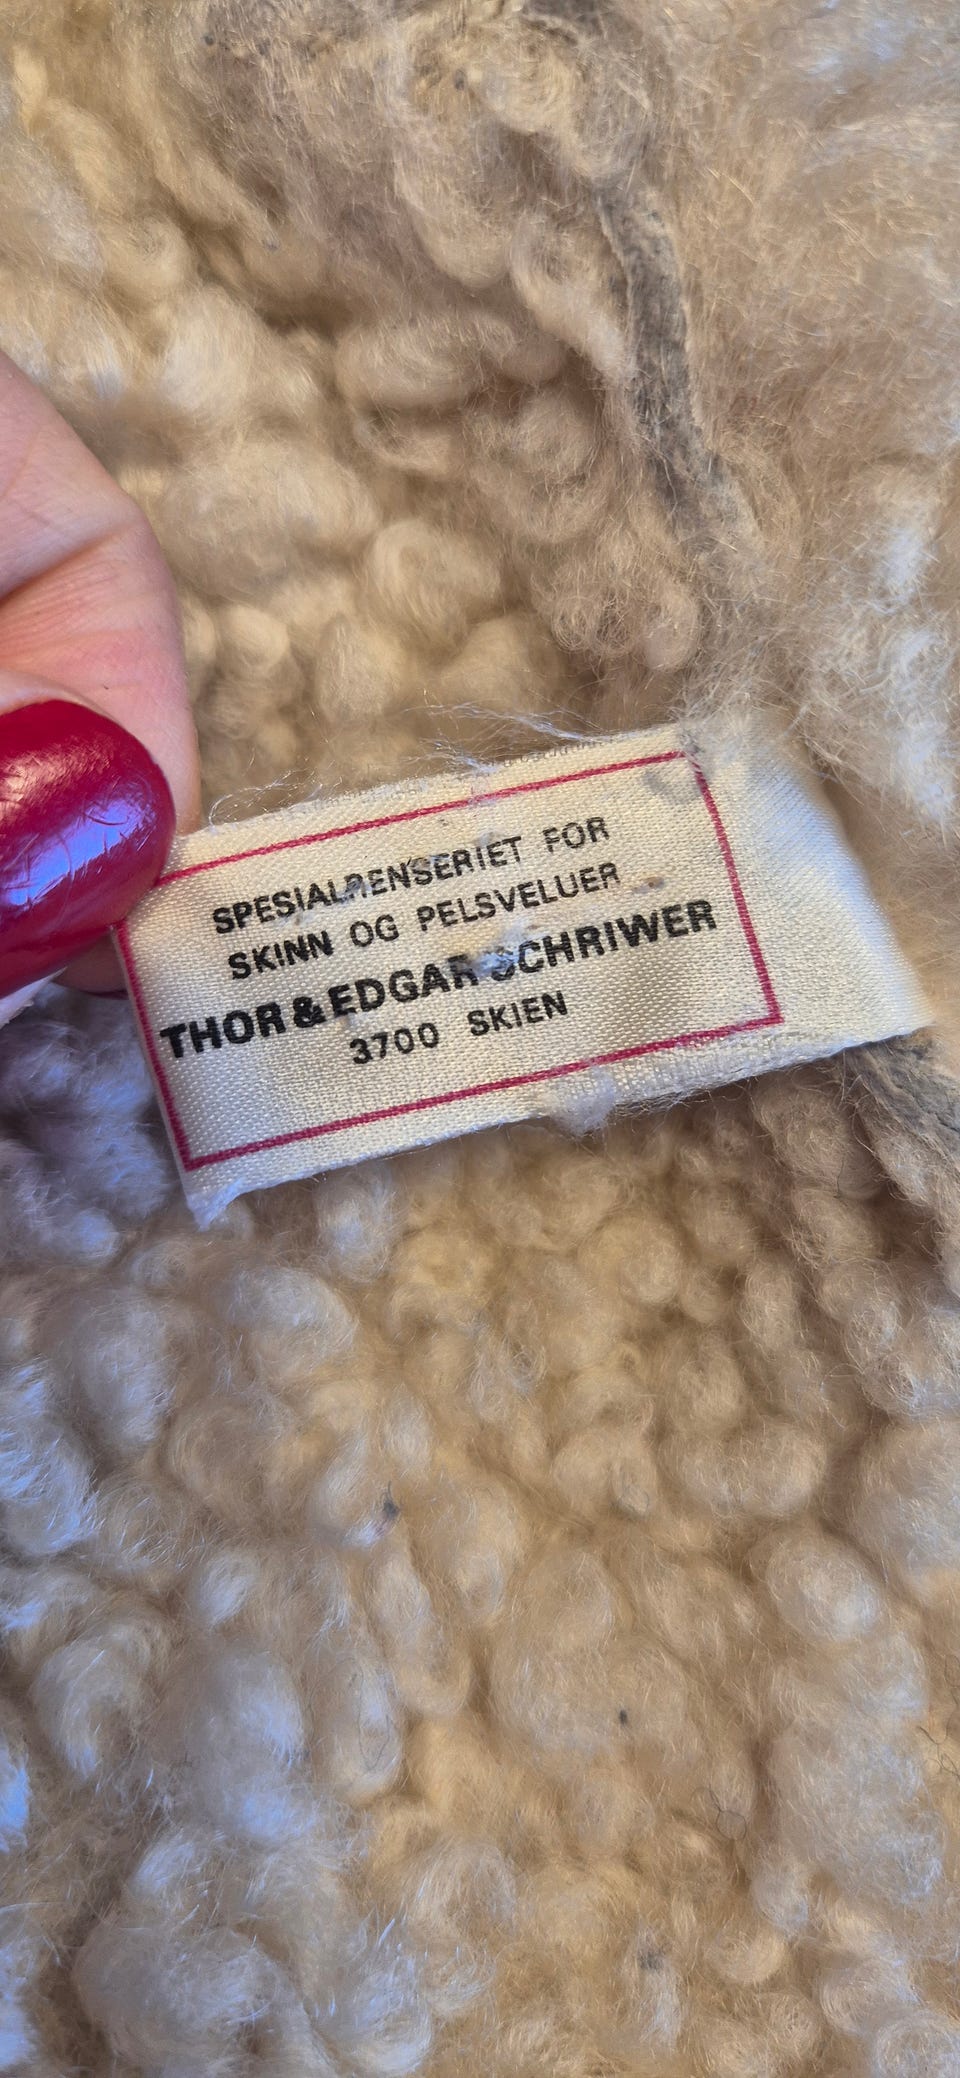 SPESIALRENSERIET FOR
SKINN OG PELSVELUER
THOR & EDGAR SCHRIWER
3700 SKIEN